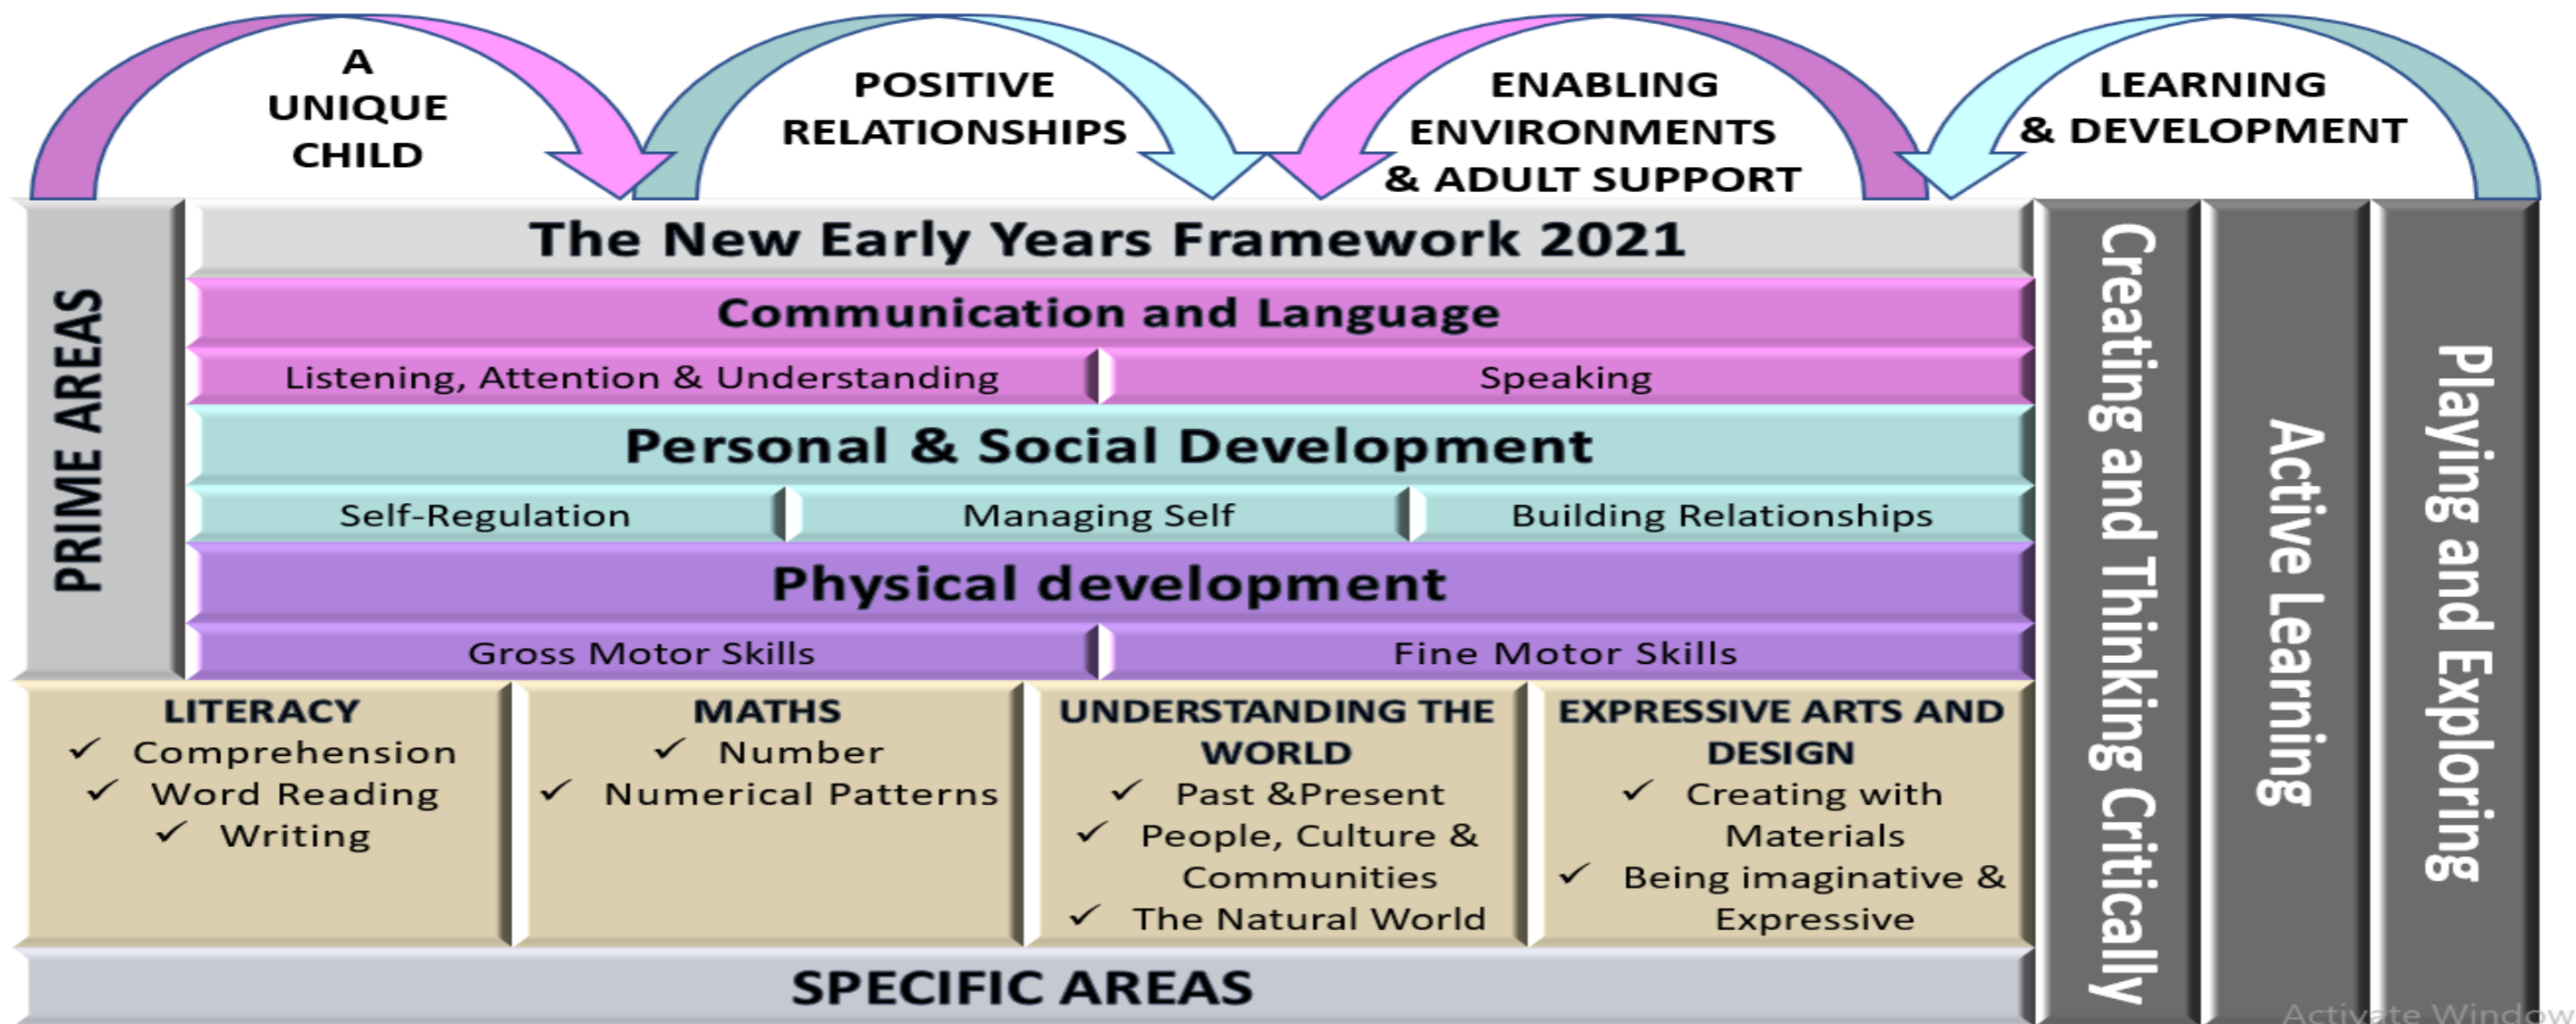 A
UNIQUE
CHILD
POSITIVE
RELATIONSHIPS
ENABLING
ENVIRONMENTS
& ADULT SUPPORT
LEARNING
& DEVELOPMENT
PRIME AREAS
The New Early Years Framework 2021
Communication and Language
Listening, Attention & Understanding
Speaking
Personal & Social Development
Self-Regulation
Managing Self
Building Relationships
Physical development
Gross Motor Skills
Fine Motor Skills
LITERACY
✓ Comprehension
✓ Word Reading
✓ Writing
MATHS
✓ Number
✓ Numerical Patterns
UNDERSTANDING THE
WORLD
✓ Past &Present
✓ People, Culture &
Communities
✓ The Natural World
EXPRESSIVE ARTS AND
DESIGN
✓ Creating with
Materials
✓ Being imaginative &
Expressive
SPECIFIC AREAS
Creating and Thinking Critically
Active Learning
Playing and Exploring
Activate Window